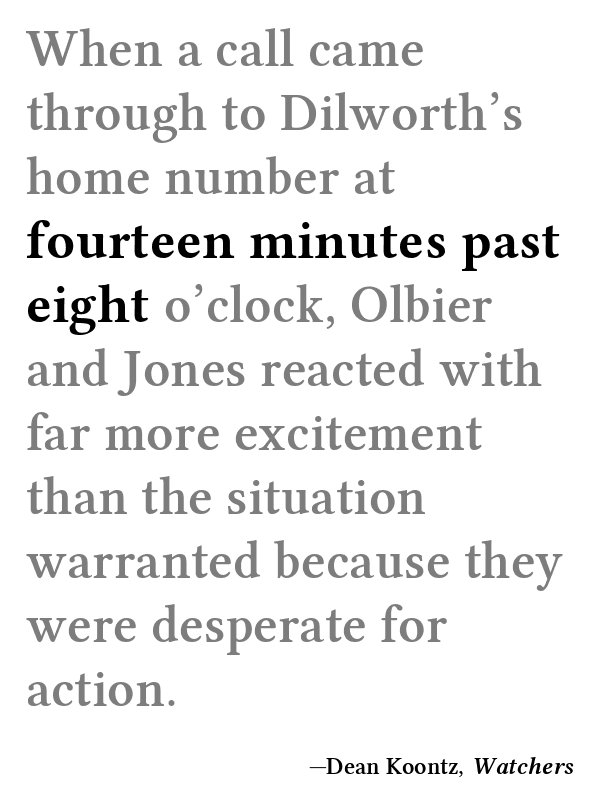 When a call came
through to Dilworth’s
home number at
fourteen minutes past
eight o’clock, Olbier
and Jones reacted with
far more excitement
than the situation
warranted because they
were desperate for
action.
—Dean Koontz, Watchers